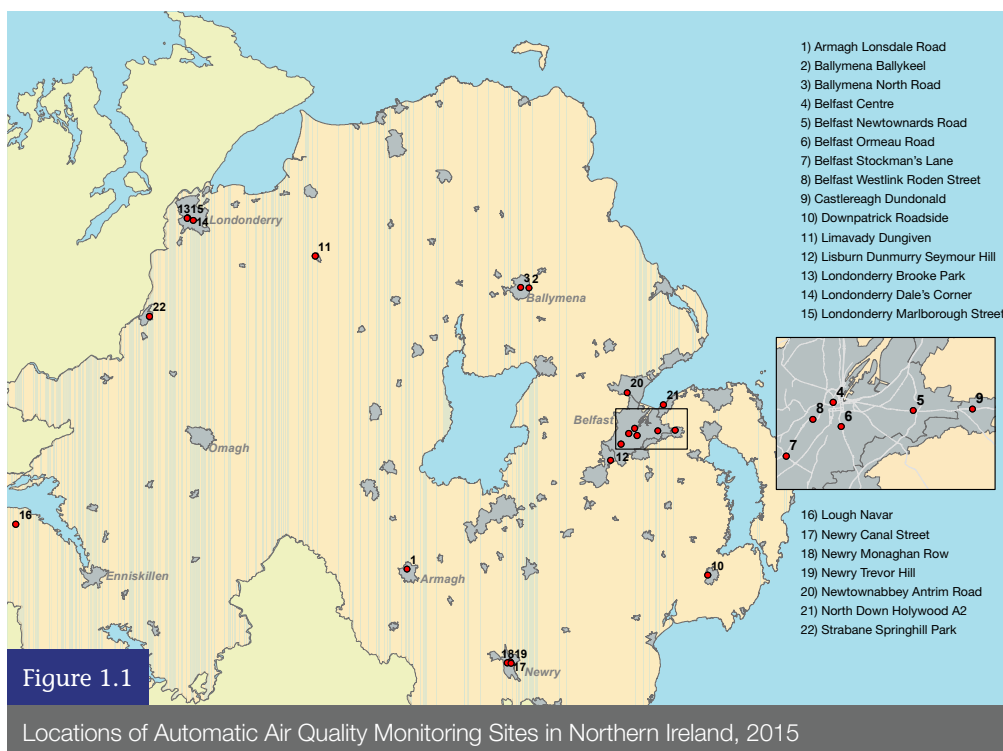 1) Armagh Lonsdale Road
2) Ballymena Ballykeel
3) Ballymena North Road
4) Belfast Centre
5) Belfast Newtownards Road
6) Belfast Ormeau Road
7) Belfast Stockman's Lane
8) Belfast Westlink Roden Street
9) Castlereagh Dundonald
10) Downpatrick Roadside
11) Limavady Dungiven
12) Lisburn Dunmurry Seymour Hill
13) Londonderry Brooke Park
14) Londonderry Dale's Corner
15) Londonderry Marlborough Street
1315
14 Londonderry
11
3 2
Ballymena
22
20
21
Belfast
12
4
5
9
8
6
7
Omagh
16
Enniskillen
1
Armagh
10
1819
17 Newry
16) Lough Navar
17) Newry Canal Street
18) Newry Monaghan Row
19) Newry Trevor Hill
20) Newtownabbey Antrim Road
21) North Down Holywood A2
22) Strabane Springhill Park
Figure 1.1
Locations of Automatic Air Quality Monitoring Sites in Northern Ireland, 2015